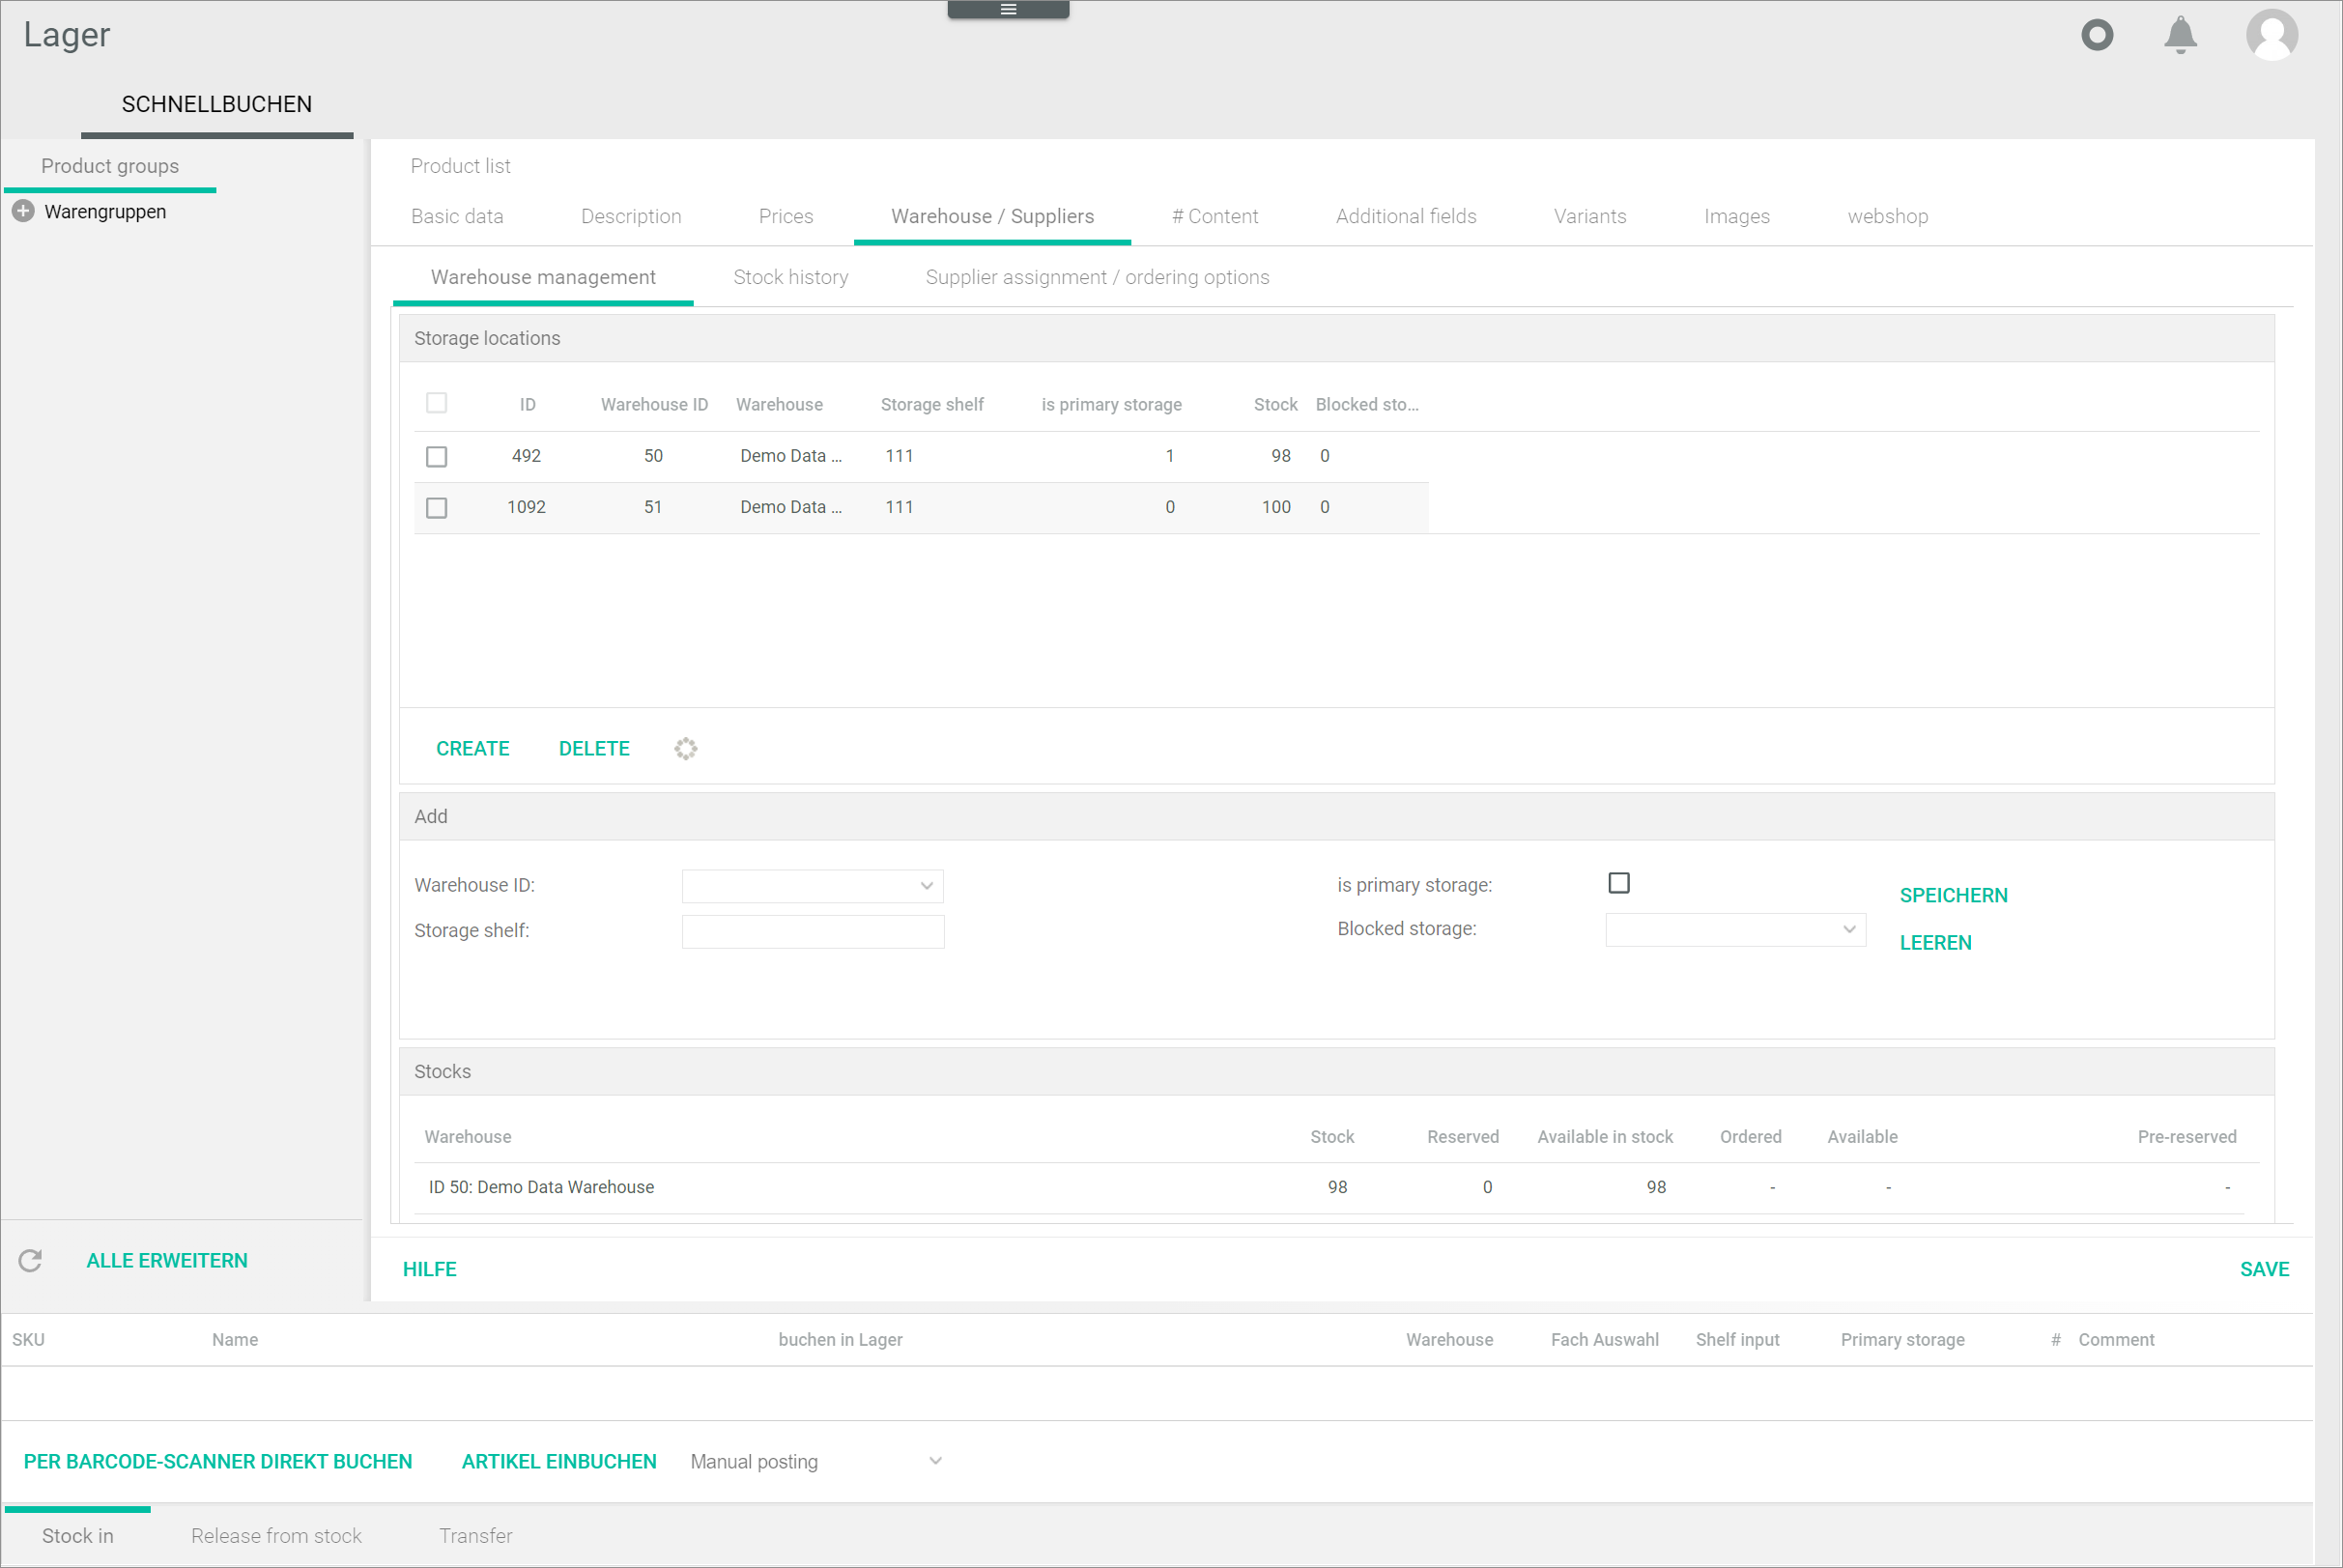 Lager
SCHNELLBUCHEN
Product groups
Warengruppen
Product list
Basic data Description Prices Warehouse / Suppliers # Content Additional fields Variants Images webshop
Warehouse management Stock history Supplier assignment / ordering options
Storage locations
ID Warehouse ID Warehouse Storage shelf is primary storage Stock Blocked sto...
492 50 Demo Data ... 111 1 98 0
1092 51 Demo Data ... 111 0 100 0
CREATE DELETE
Add
Warehouse ID: is primary storage: SPEICHERN
Storage shelf: Blocked storage: LEEREN
Stocks
Warehouse Stock Reserved Available in stock Ordered Available Pre-reserved
ID 50: Demo Data Warehouse 98 0 98 - - -
ALLE ERWEITERN
HILFE SAVE
SKU Name buchen in Lager Warehouse Fach Auswahl Shelf input Primary storage # Comment
PER BARCODE-SCANNER DIREKT BUCHEN ARTIKEL EINBUCHEN Manual posting
Stock in Release from stock Transfer